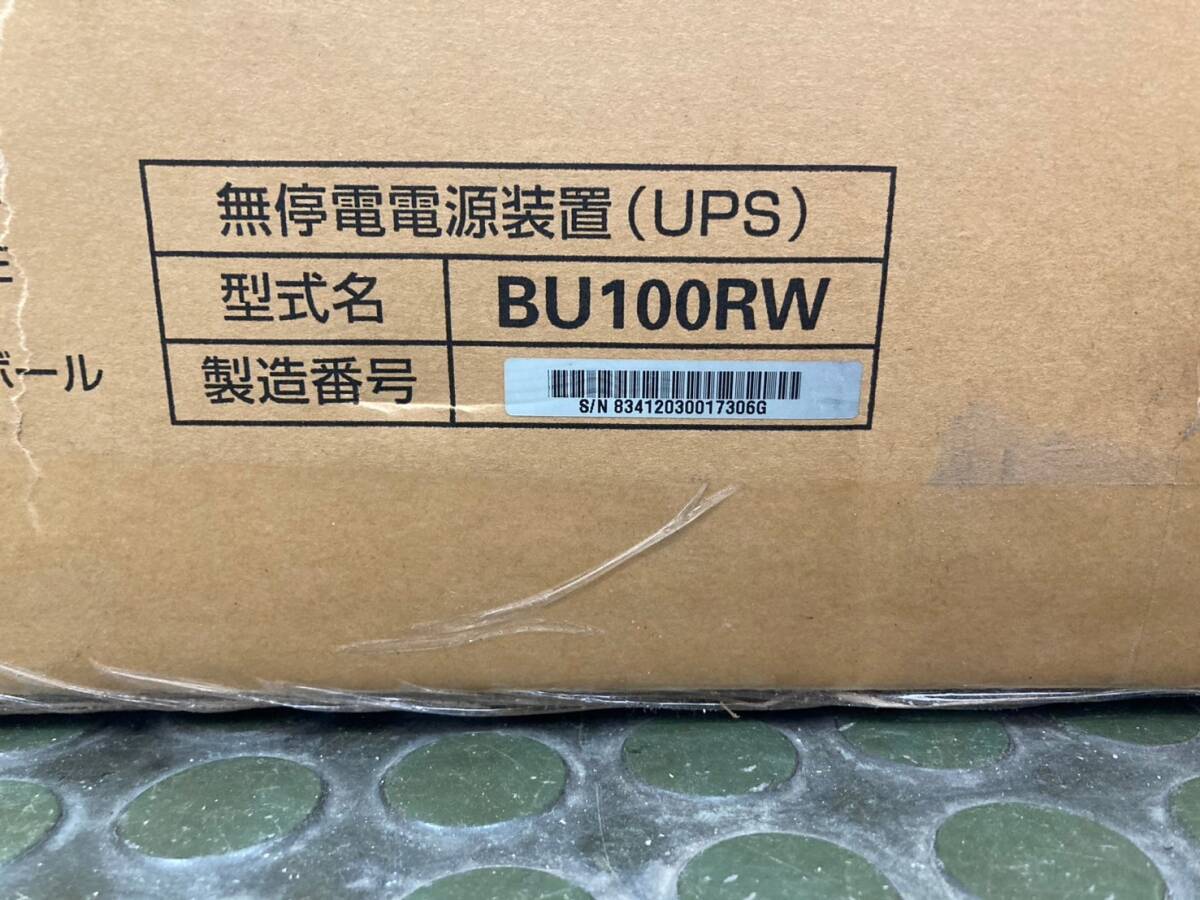 無停電電源装置(UPS)
型式名 BU100RW
製造番号
S/N 83412030017306G
ボール